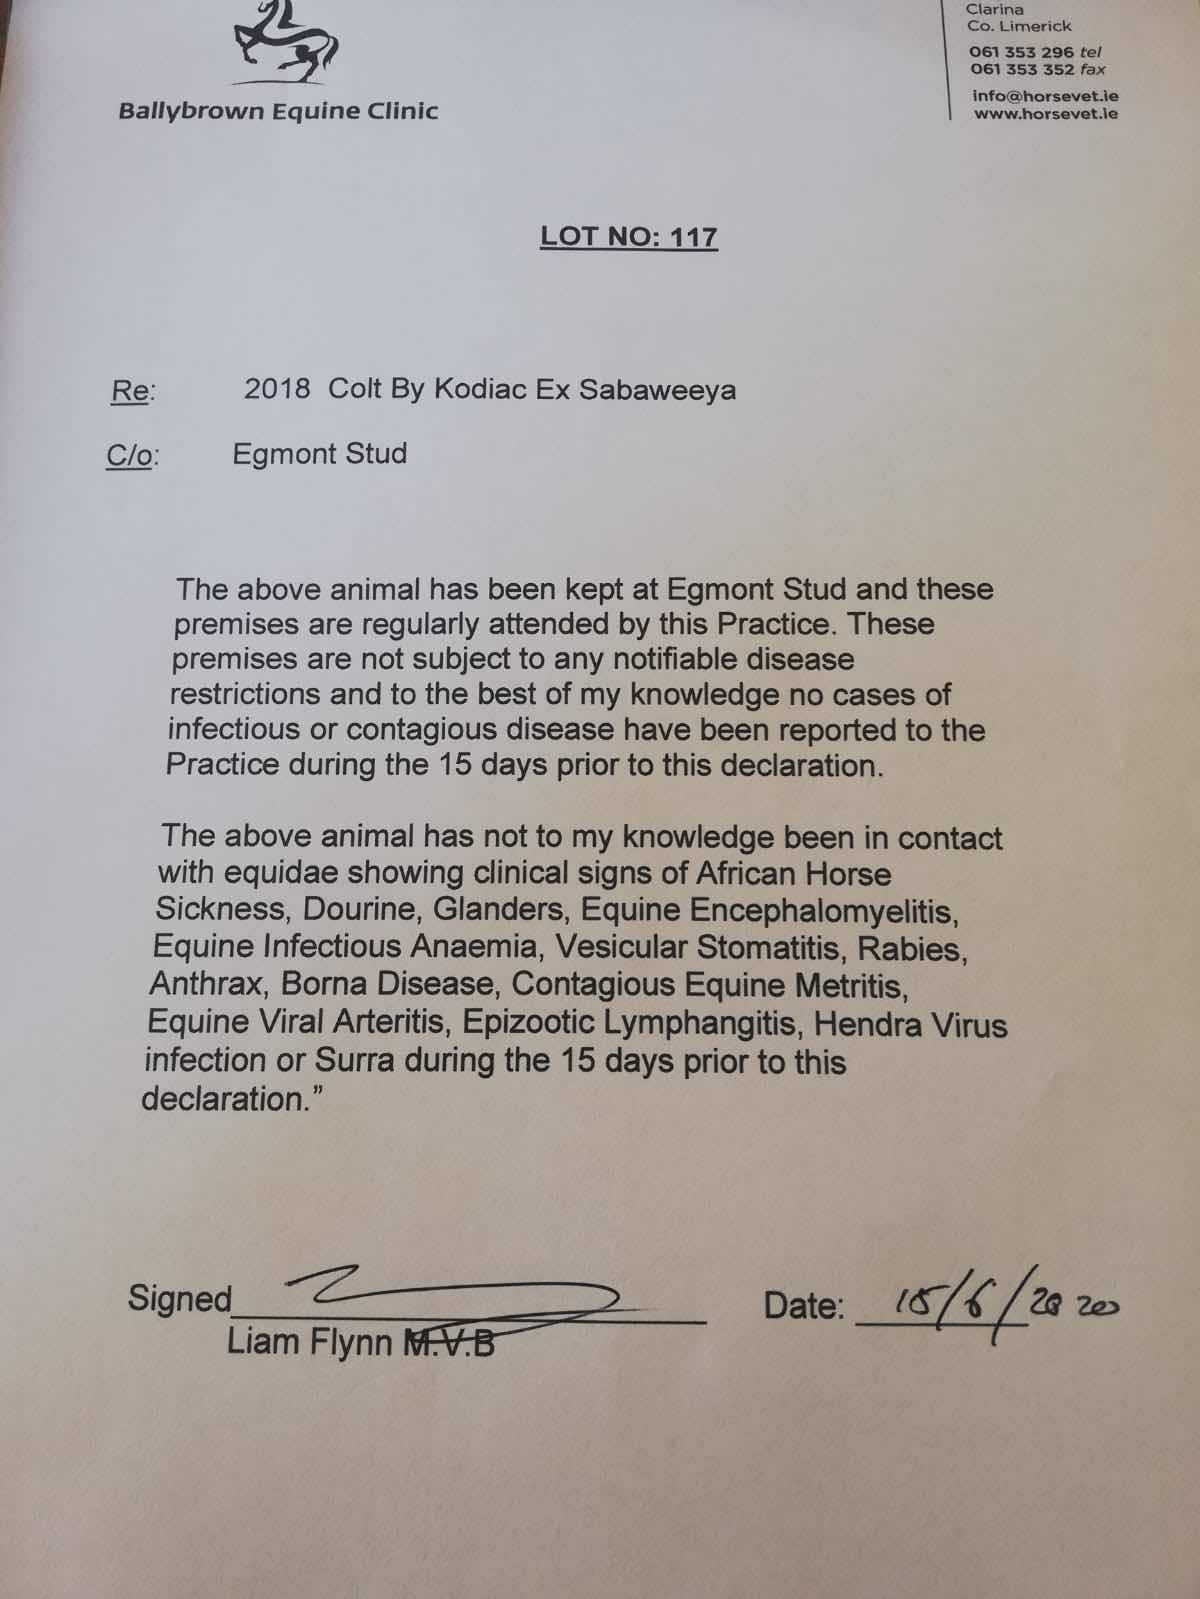 Clarina
Co. Limerick
061 353 296 tel
061 353 352 fax
info@horsevet.ie
www.horsevet.ie
Ballybrown Equine Clinic
LOT NO: 117
Re: 2018 Colt By Kodiac Ex Sabaweeya
C/o: Egmont Stud
The above animal has been kept at Egmont Stud and these
premises are regularly attended by this Practice. These
premises are not subject to any notifiable disease
restrictions and to the best of my knowledge no cases of
infectious or contagious disease have been reported to the
Practice during the 15 days prior to this declaration.
The above animal has not to my knowledge been in contact
with equidae showing clinical signs of African Horse
Sickness, Dourine, Glanders, Equine Encephalomyelitis,
Equine Infectious Anaemia, Vesicular Stomatitis, Rabies,
Anthrax, Borna Disease, Contagious Equine Metritis,
Equine Viral Arteritis, Epizootic Lymphangitis, Hendra Virus
infection or Surra during the 15 days prior to this
declaration.”
Signed Date: 15/6/20 2020
Liam Flynn M.V.B